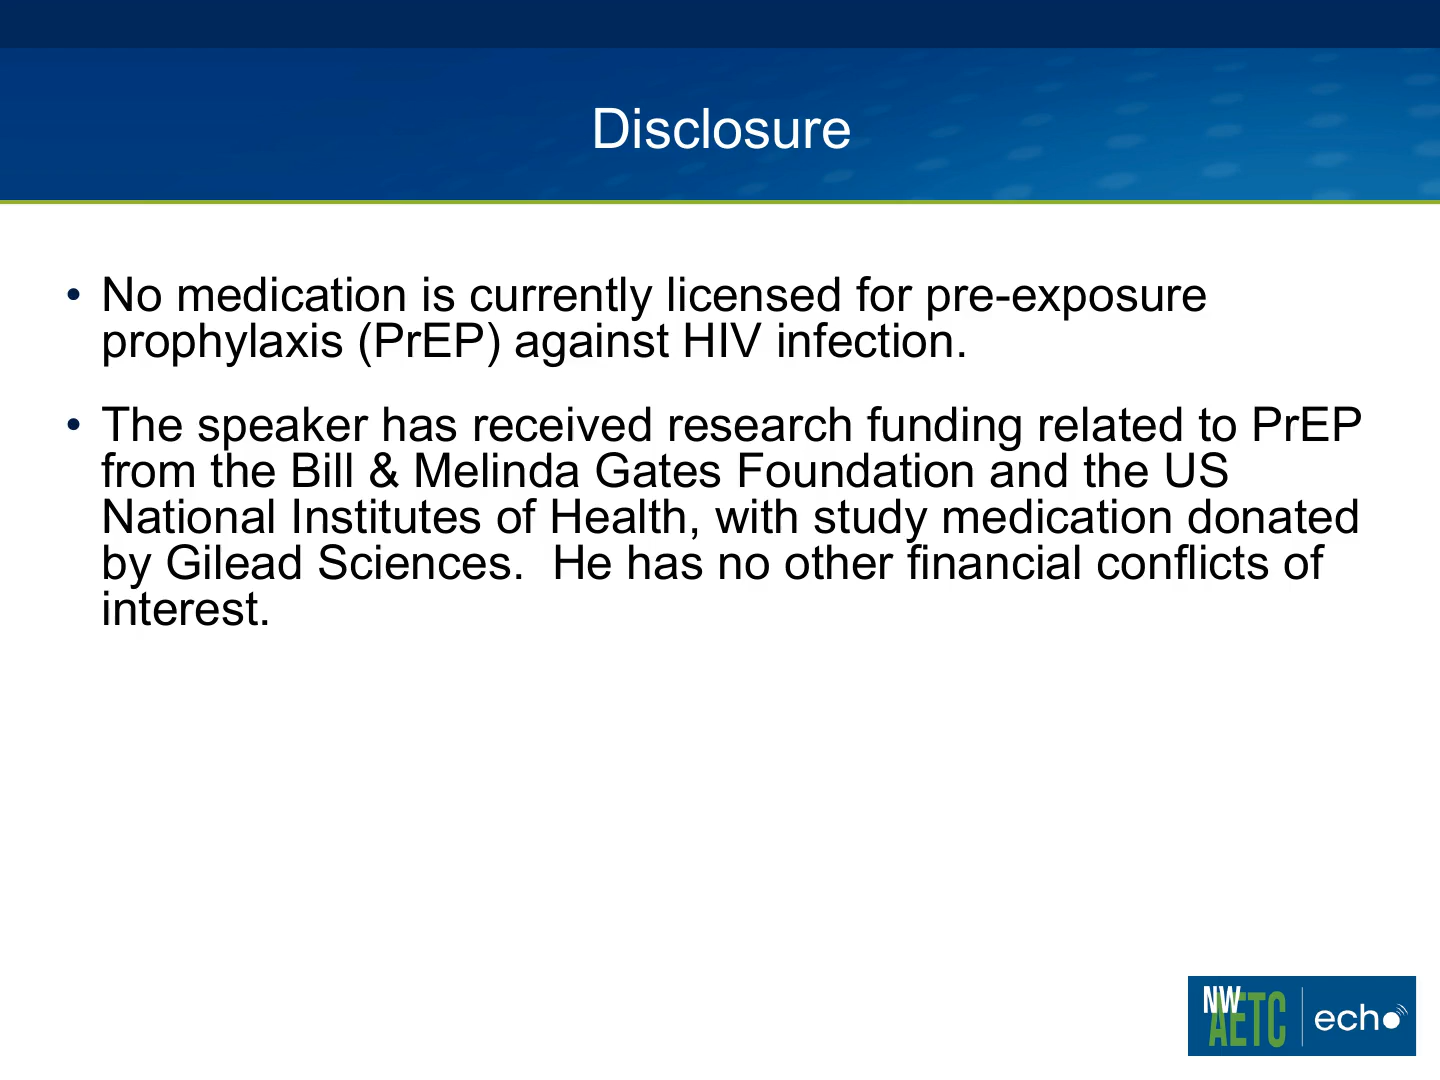 Disclosure
• No medication is currently licensed for pre-exposure
prophylaxis (PrEP) against HIV infection.
• The speaker has received research funding related to PrEP
from the Bill & Melinda Gates Foundation and the US
National Institutes of Health, with study medication donated
by Gilead Sciences.  He has no other financial conflicts of
interest.
NW
AETC
echo